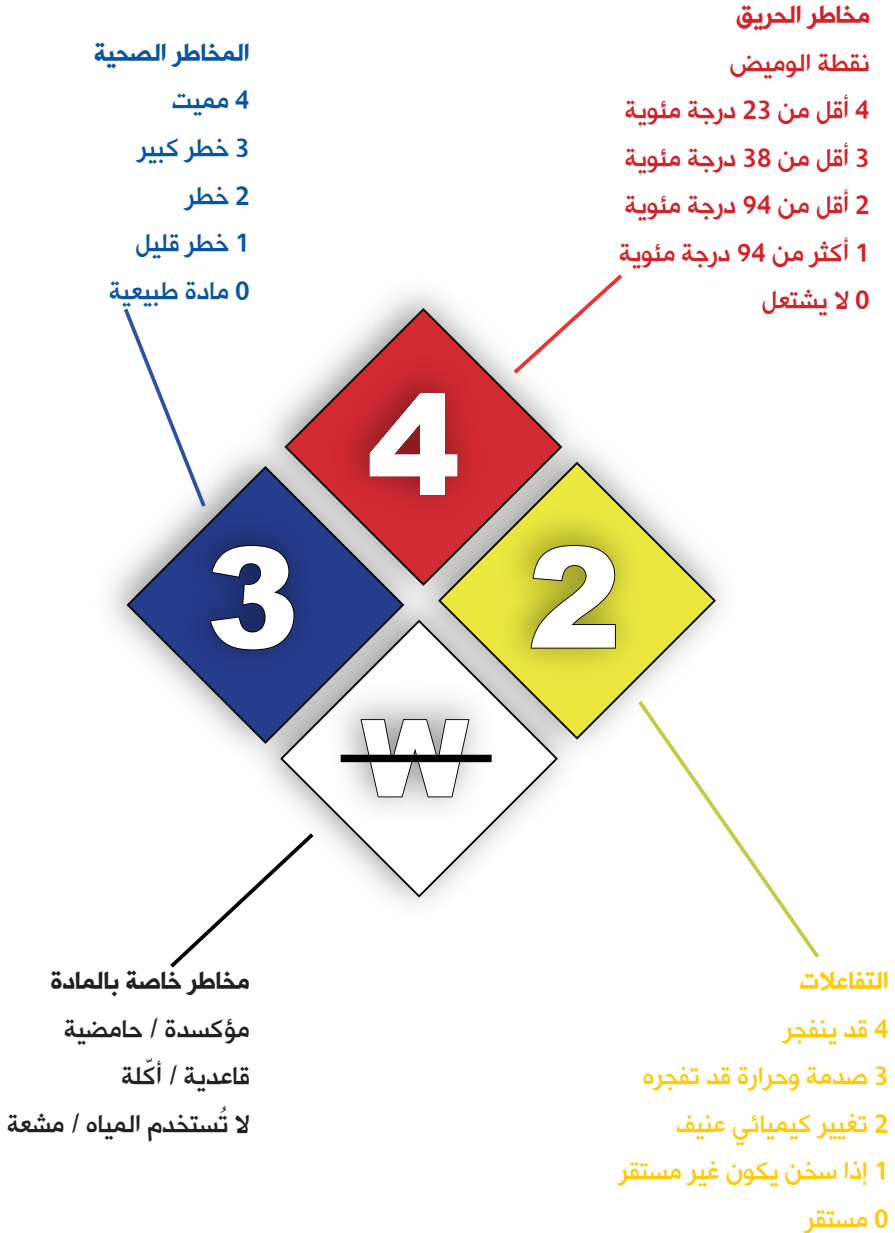 مخاطر الحريق
نقطة الوميض
4 أقل من 23 درجة مئوية
3 أقل من 38 درجة مئوية
2 أقل من 94 درجة مئوية
1 أكثر من 94 درجة مئوية
0 لا يشتعل
المخاطر الصحية
4 مميت
3 خطر كبير
2 خطر
1 خطر قليل
0 مادة طبيعية
4
3
2
W
التفاعلات
4 قد ينفجر
3 صدمة وحرارة قد تفجره
2 تغيير كيميائي عنيف
1 إذا سخن يكون غير مستقر
0 مستقر
مخاطر خاصة بالمادة
مؤكسدة / حامضية
قاعدية / أكّلة
لا تُستخدم المياه / مشعة